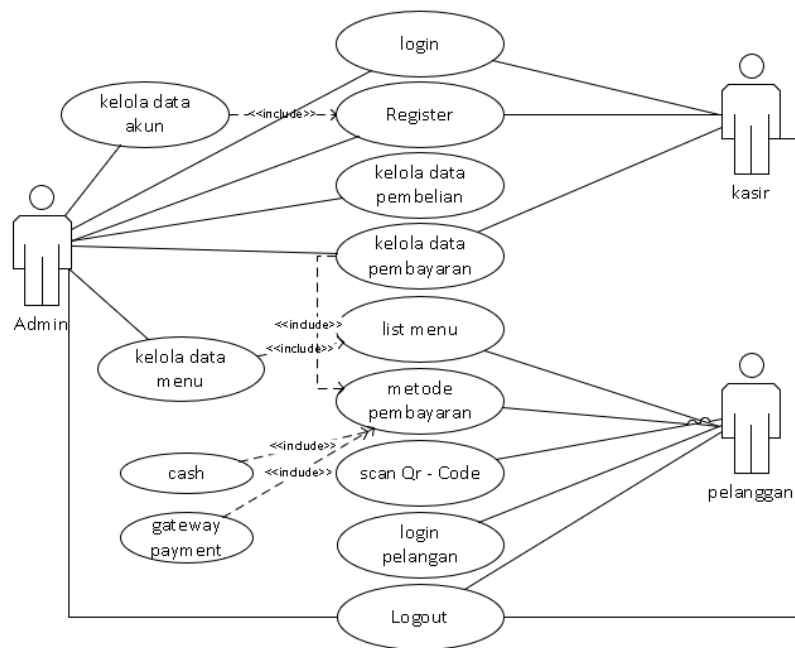 login
kelola data
akun
<<include>>
Register
kasir
kelola data
pembelian
Admin
kelola data
pembayaran
<<include>>
list menu
<<include>>
kelola data
menu
metode
pembayaran
<<include>>
cash
<<include>>
scan Qr - Code
pelanggan
gateway
payment
login
pelangan
Logout